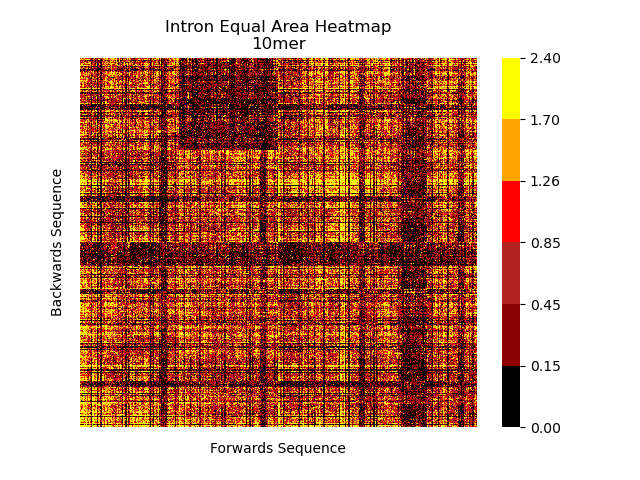 Intron Equal Area Heatmap
10mer
Backwards Sequence
Forwards Sequence
2.40
1.70
1.26
0.85
0.45
0.15
0.00